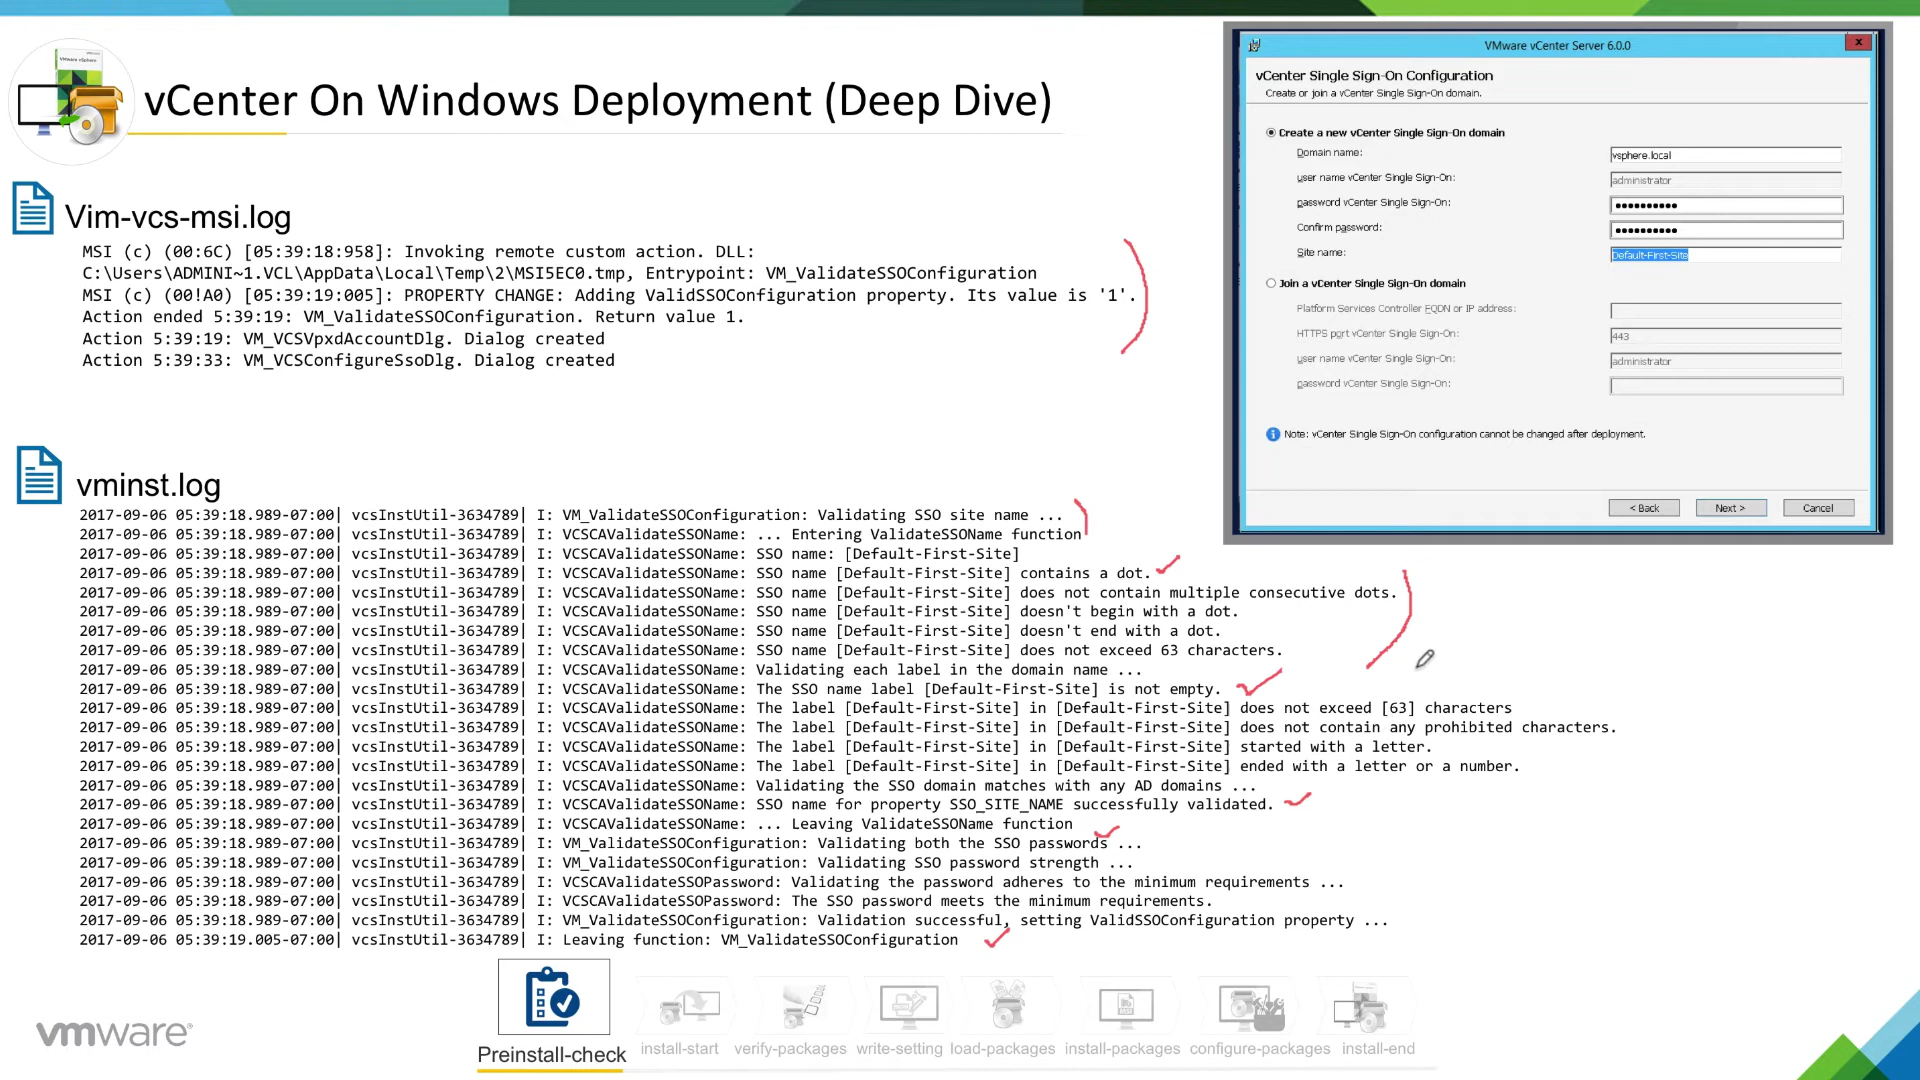 vCenter On Windows Deployment (Deep Dive)
Vim-vcs-msi.log
MSI (c) (00:6C) [05:39:18:958]: Invoking remote custom action. DLL:
C:\Users\ADMINI~1.VCL\AppData\Local\Temp\2\MSI5EC0.tmp, Entrypoint: VM_ValidateSSOConfiguration
MSI (c) (00!A0) [05:39:19:005]: PROPERTY CHANGE: Adding ValidSSOConfiguration property. Its value is '1'.
Action ended 5:39:19: VM_ValidateSSOConfiguration. Return value 1.
Action 5:39:19: VM_VCSVpxdAccountDlg. Dialog created
Action 5:39:33: VM_VCSConfigureSsoDlg. Dialog created
VMware vCenter Server 6.0.0
vCenter Single Sign-On Configuration
Create or join a vCenter Single Sign-On domain.
Create a new vCenter Single Sign-On domain
Domain name: vsphere.local
user name vCenter Single Sign-On: administrator
password vCenter Single Sign-On: ●●●●●●●●●●
Confirm password: ●●●●●●●●●●
Site name: Default-First-Site
Join a vCenter Single Sign-On domain
Platform Services Controller FQDN or IP address:
HTTPS port vCenter Single Sign-On: 443
user name vCenter Single Sign-On: administrator
password vCenter Single Sign-On:
Note: vCenter Single Sign-On configuration cannot be changed after deployment.
< Back Next > Cancel
vminst.log
2017-09-06 05:39:18.989-07:00| vcsInstUtil-3634789| I: VM_ValidateSSOConfiguration: Validating SSO site name ...
2017-09-06 05:39:18.989-07:00| vcsInstUtil-3634789| I: VCSCAValidateSSOName: ... Entering ValidateSSOName function
2017-09-06 05:39:18.989-07:00| vcsInstUtil-3634789| I: VCSCAValidateSSOName: SSO name: [Default-First-Site]
2017-09-06 05:39:18.989-07:00| vcsInstUtil-3634789| I: VCSCAValidateSSOName: SSO name [Default-First-Site] contains a dot.
2017-09-06 05:39:18.989-07:00| vcsInstUtil-3634789| I: VCSCAValidateSSOName: SSO name [Default-First-Site] does not contain multiple consecutive dots.
2017-09-06 05:39:18.989-07:00| vcsInstUtil-3634789| I: VCSCAValidateSSOName: SSO name [Default-First-Site] doesn't begin with a dot.
2017-09-06 05:39:18.989-07:00| vcsInstUtil-3634789| I: VCSCAValidateSSOName: SSO name [Default-First-Site] doesn't end with a dot.
2017-09-06 05:39:18.989-07:00| vcsInstUtil-3634789| I: VCSCAValidateSSOName: SSO name [Default-First-Site] does not exceed 63 characters.
2017-09-06 05:39:18.989-07:00| vcsInstUtil-3634789| I: VCSCAValidateSSOName: Validating each label in the domain name ...
2017-09-06 05:39:18.989-07:00| vcsInstUtil-3634789| I: VCSCAValidateSSOName: The SSO name label [Default-First-Site] is not empty.
2017-09-06 05:39:18.989-07:00| vcsInstUtil-3634789| I: VCSCAValidateSSOName: The label [Default-First-Site] in [Default-First-Site] does not exceed [63] characters
2017-09-06 05:39:18.989-07:00| vcsInstUtil-3634789| I: VCSCAValidateSSOName: The label [Default-First-Site] in [Default-First-Site] does not contain any prohibited characters.
2017-09-06 05:39:18.989-07:00| vcsInstUtil-3634789| I: VCSCAValidateSSOName: The label [Default-First-Site] in [Default-First-Site] started with a letter.
2017-09-06 05:39:18.989-07:00| vcsInstUtil-3634789| I: VCSCAValidateSSOName: The label [Default-First-Site] in [Default-First-Site] ended with a letter or a number.
2017-09-06 05:39:18.989-07:00| vcsInstUtil-3634789| I: VCSCAValidateSSOName: Validating the SSO domain matches with any AD domains ...
2017-09-06 05:39:18.989-07:00| vcsInstUtil-3634789| I: VCSCAValidateSSOName: SSO name for property SSO_SITE_NAME successfully validated.
2017-09-06 05:39:18.989-07:00| vcsInstUtil-3634789| I: VCSCAValidateSSOName: ... Leaving ValidateSSOName function
2017-09-06 05:39:18.989-07:00| vcsInstUtil-3634789| I: VM_ValidateSSOConfiguration: Validating both the SSO passwords ...
2017-09-06 05:39:18.989-07:00| vcsInstUtil-3634789| I: VM_ValidateSSOConfiguration: Validating SSO password strength ...
2017-09-06 05:39:18.989-07:00| vcsInstUtil-3634789| I: VCSCAValidateSSOPassword: Validating the password adheres to the minimum requirements ...
2017-09-06 05:39:18.989-07:00| vcsInstUtil-3634789| I: VCSCAValidateSSOPassword: The SSO password meets the minimum requirements.
2017-09-06 05:39:18.989-07:00| vcsInstUtil-3634789| I: VM_ValidateSSOConfiguration: Validation successful, setting ValidSSOConfiguration property ...
2017-09-06 05:39:19.005-07:00| vcsInstUtil-3634789| I: Leaving function: VM_ValidateSSOConfiguration
vmware
Preinstall-check install-start verify-packages write-setting load-packages install-packages configure-packages install-end